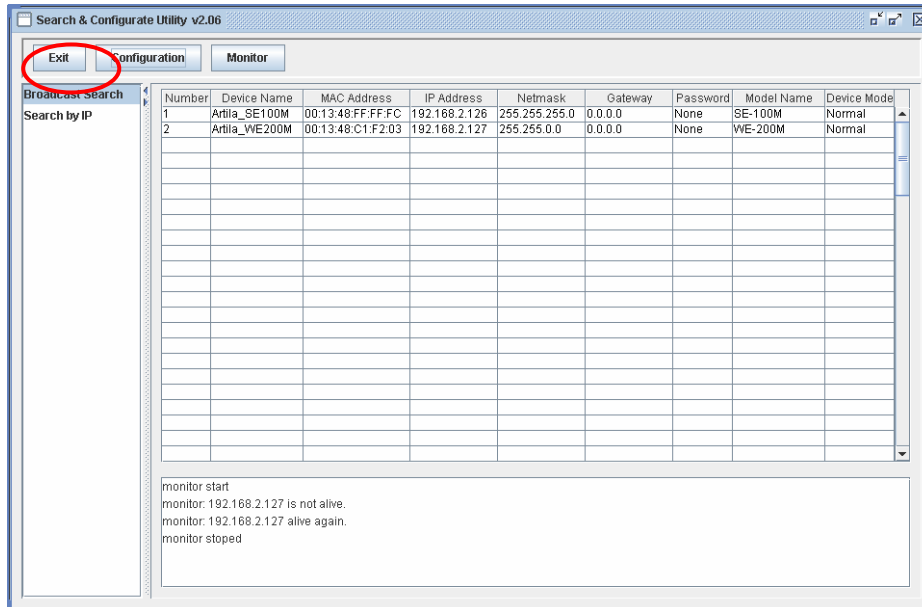 Search & Configurate Utility v2.06
Exit Configuration Monitor
Broadcast Search
Search by IP
Number Device Name MAC Address IP Address Netmask Gateway Password Model Name Device Mode
1 Artila_SE100M 00:13:48:FF:FF:FC 192.168.2.126 255.255.255.0 0.0.0.0 None SE-100M Normal
2 Artila_WE200M 00:13:48:C1:F2:03 192.168.2.127 255.255.0.0 0.0.0.0 None WE-200M Normal
monitor start
monitor: 192.168.2.127 is not alive.
monitor: 192.168.2.127 alive again.
monitor stoped